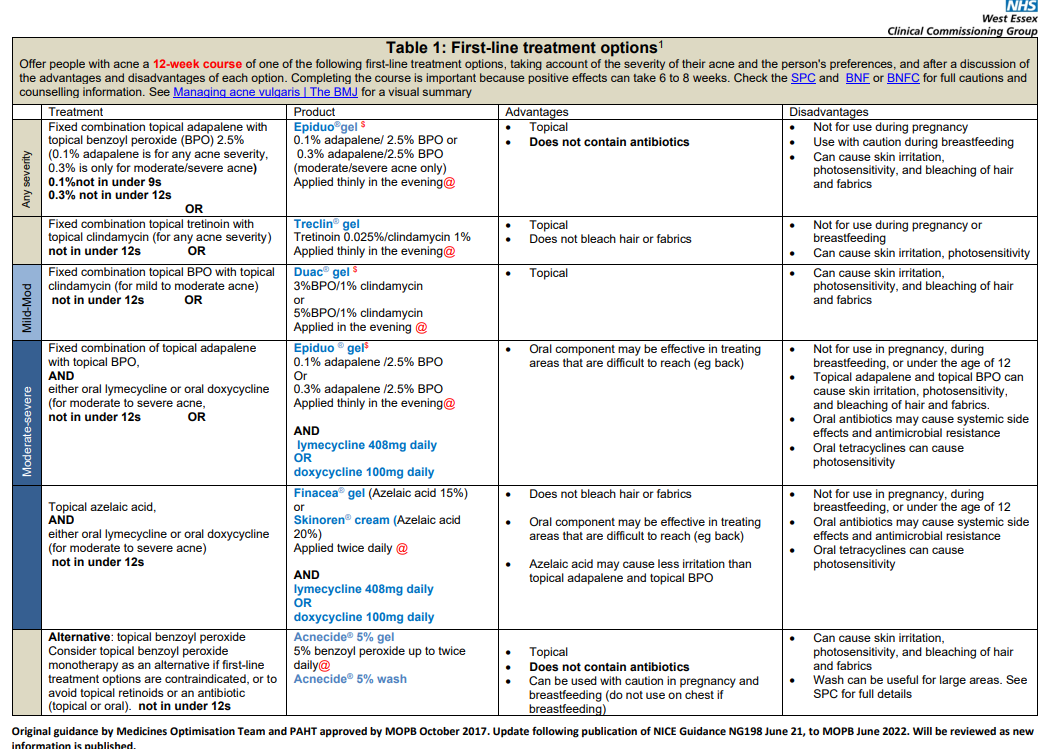 NHS
West Essex
Clinical Commissioning Group
Table 1: First-line treatment options1
Offer people with acne a 12-week course of one of the following first-line treatment options, taking account of the severity of their acne and the person's preferences, and after a discussion of
the advantages and disadvantages of each option. Completing the course is important because positive effects can take 6 to 8 weeks. Check the SPC and BNF or BNFC for full cautions and
counselling information. See Managing acne vulgaris | The BMJ for a visual summary
Treatment
Product
Advantages
Disadvantages
Any severity
Fixed combination topical adapalene with
topical benzoyl peroxide (BPO) 2.5%
(0.1% adapalene is for any acne severity,
0.3% is only for moderate/severe acne)
0.1%not in under 9s
0.3% not in under 12s
OR
Epiduo®gel $
0.1% adapalene/ 2.5% BPO or
0.3% adapalene/2.5% BPO
(moderate/severe acne only)
Applied thinly in the evening@
• Topical
• Does not contain antibiotics
• Not for use during pregnancy
• Use with caution during breastfeeding
• Can cause skin irritation,
photosensitivity, and bleaching of hair
and fabrics
Fixed combination topical tretinoin with
topical clindamycin (for any acne severity)
not in under 12s OR
Treclin® gel
Tretinoin 0.025%/clindamycin 1%
Applied thinly in the evening@
• Topical
• Does not bleach hair or fabrics
• Not for use during pregnancy or
breastfeeding
• Can cause skin irritation, photosensitivity
Mild-Mod
Fixed combination topical BPO with topical
clindamycin (for mild to moderate acne)
not in under 12s OR
Duac® gel $
3%BPO/1% clindamycin
or
5%BPO/1% clindamycin
Applied in the evening @
• Topical
• Can cause skin irritation,
photosensitivity, and bleaching of hair
and fabrics
Moderate-severe
Fixed combination of topical adapalene
with topical BPO,
AND
either oral lymecycline or oral doxycycline
(for moderate to severe acne,
not in under 12s OR
Epiduo ® gel$
0.1% adapalene /2.5% BPO
Or
0.3% adapalene /2.5% BPO
Applied thinly in the evening@
AND
lymecycline 408mg daily
OR
doxycycline 100mg daily
• Oral component may be effective in treating
areas that are difficult to reach (eg back)
• Not for use in pregnancy, during
breastfeeding, or under the age of 12
• Topical adapalene and topical BPO can
cause skin irritation, photosensitivity,
and bleaching of hair and fabrics.
• Oral antibiotics may cause systemic side
effects and antimicrobial resistance
• Oral tetracyclines can cause
photosensitivity
Topical azelaic acid,
AND
either oral lymecycline or oral doxycycline
(for moderate to severe acne)
not in under 12s
Finacea® gel (Azelaic acid 15%)
or
Skinoren® cream (Azelaic acid
20%)
Applied twice daily @
AND
lymecycline 408mg daily
OR
doxycycline 100mg daily
• Does not bleach hair or fabrics
• Oral component may be effective in treating
areas that are difficult to reach (eg back)
• Azelaic acid may cause less irritation than
topical adapalene and topical BPO
• Not for use in pregnancy, during
breastfeeding, or under the age of 12
• Oral antibiotics may cause systemic side
effects and antimicrobial resistance
• Oral tetracyclines can cause
photosensitivity
Alternative: topical benzoyl peroxide
Consider topical benzoyl peroxide
monotherapy as an alternative if first-line
treatment options are contraindicated, or to
avoid topical retinoids or an antibiotic
(topical or oral). not in under 12s
Acnecide® 5% gel
5% benzoyl peroxide up to twice
daily@
Acnecide® 5% wash
• Topical
• Does not contain antibiotics
• Can be used with caution in pregnancy and
breastfeeding (do not use on chest if
breastfeeding)
• Can cause skin irritation,
photosensitivity, and bleaching of hair
and fabrics
• Wash can be useful for large areas. See
SPC for full details
Original guidance by Medicines Optimisation Team and PAHT approved by MOPB October 2017. Update following publication of NICE Guidance NG198 June 21, to MOPB June 2022. Will be reviewed as new
information is published.